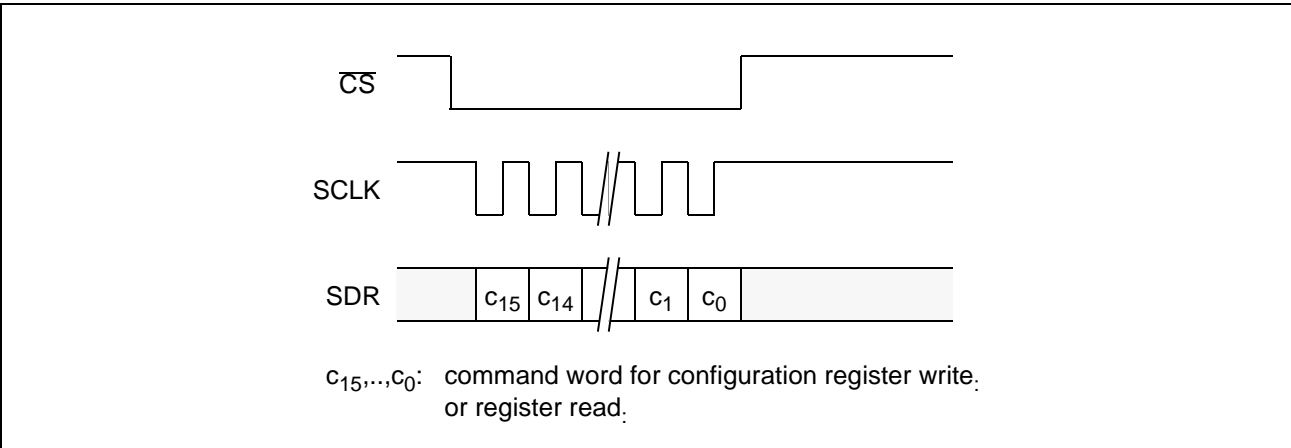 CS
SCLK
SDR c15 c14 c1 c0
c15,..,c0: command word for configuration register write:
or register read: